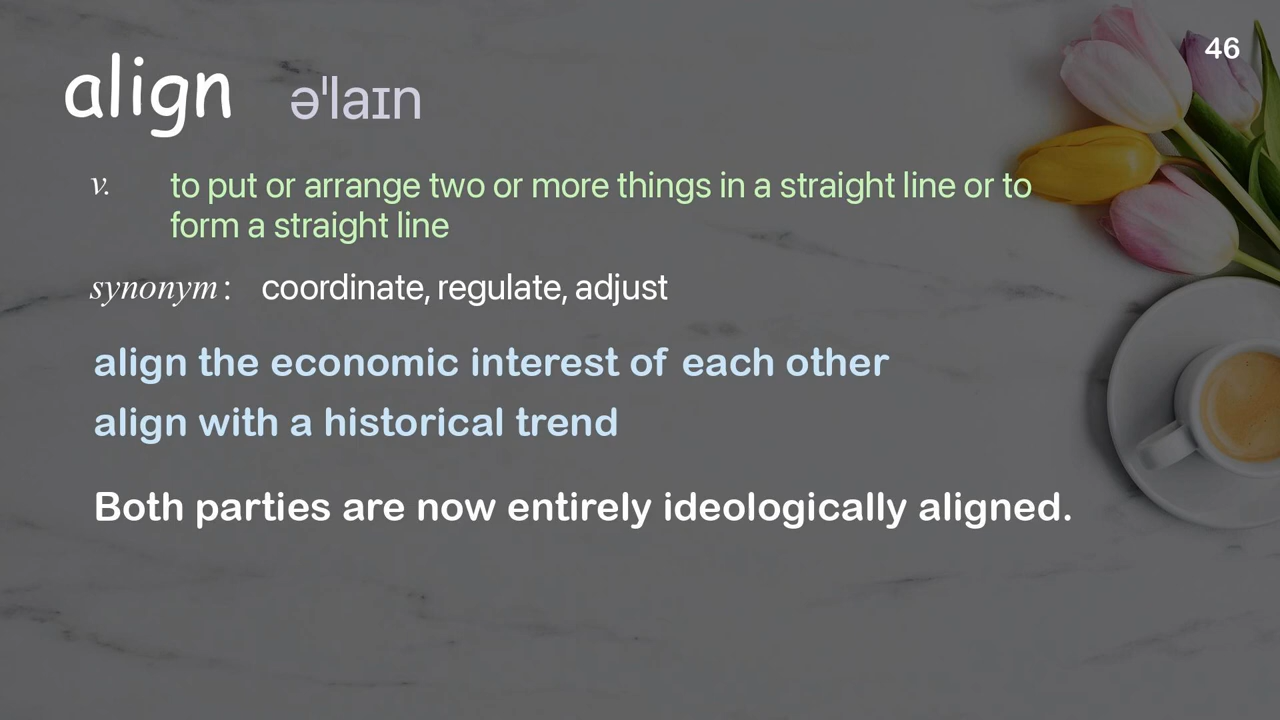 46
align əˈlaɪn
v. to put or arrange two or more things in a straight line or to
form a straight line
synonym : coordinate, regulate, adjust
align the economic interest of each other
align with a historical trend
Both parties are now entirely ideologically aligned.